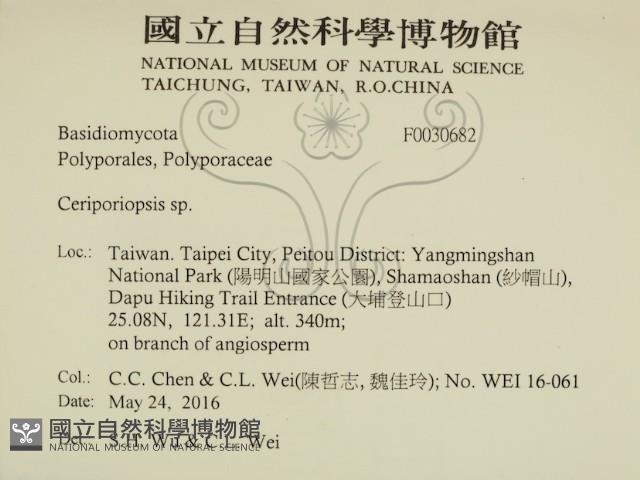 國立自然科學博物館
NATIONAL MUSEUM OF NATURAL SCIENCE
TAICHUNG, TAIWAN, R.O.CHINA
Basidiomycota F0030682
Polyporales, Polyporaceae
Ceriporiopsis sp.
Loc.: Taiwan. Taipei City, Peitou District: Yangmingshan
National Park (陽明山國家公園), Shamaoshan (紗帽山),
Dapu Hiking Trail Entrance (大埔登山口)
25.08N, 121.31E; alt. 340m;
on branch of angiosperm
Col.: C.C. Chen & C.L. Wei(陳哲志, 魏佳玲); No. WEI 16-061
Date: May 24, 2016
Det.: S.H. Wu & C.L. Wei
國立自然科學博物館
NATIONAL MUSEUM OF NATURAL SCIENCE